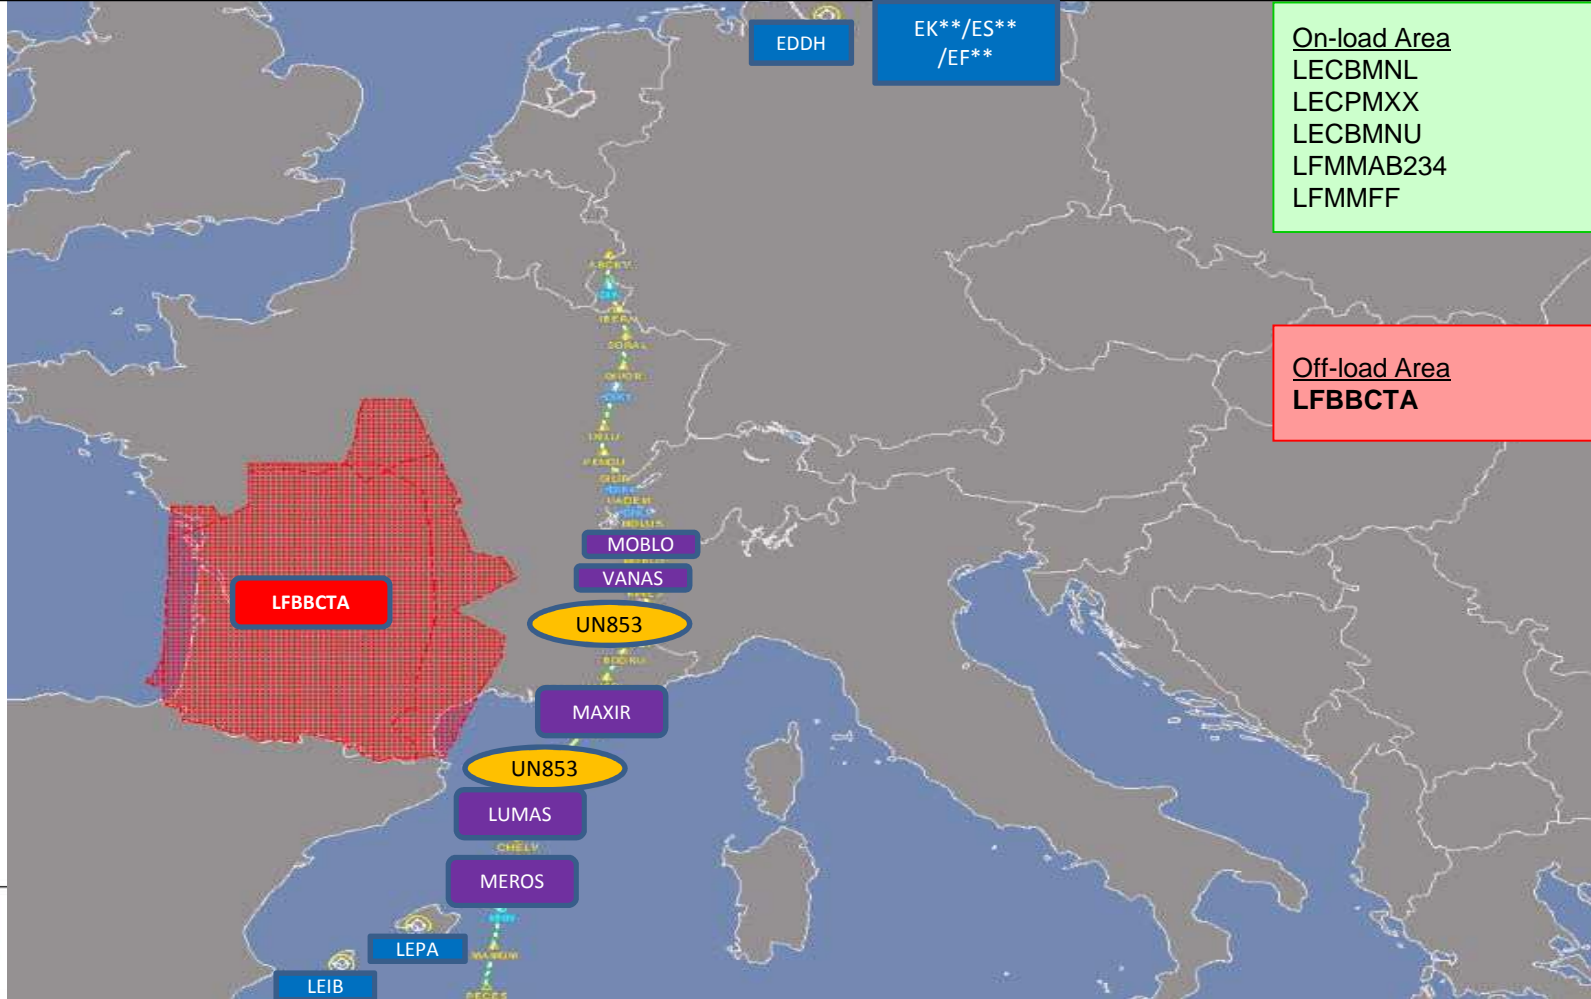 EDDH
EK**/ES**
/EF**
On-load Area
LECBMNL
LECPMXX
LECBMNU
LFMMAB234
LFMMFF
Off-load Area
LFBBCTA
MOBLO
VANAS
LFBBCTA
UN853
MAXIR
UN853
LUMAS
CHELY
MEROS
LEPA
LEIB